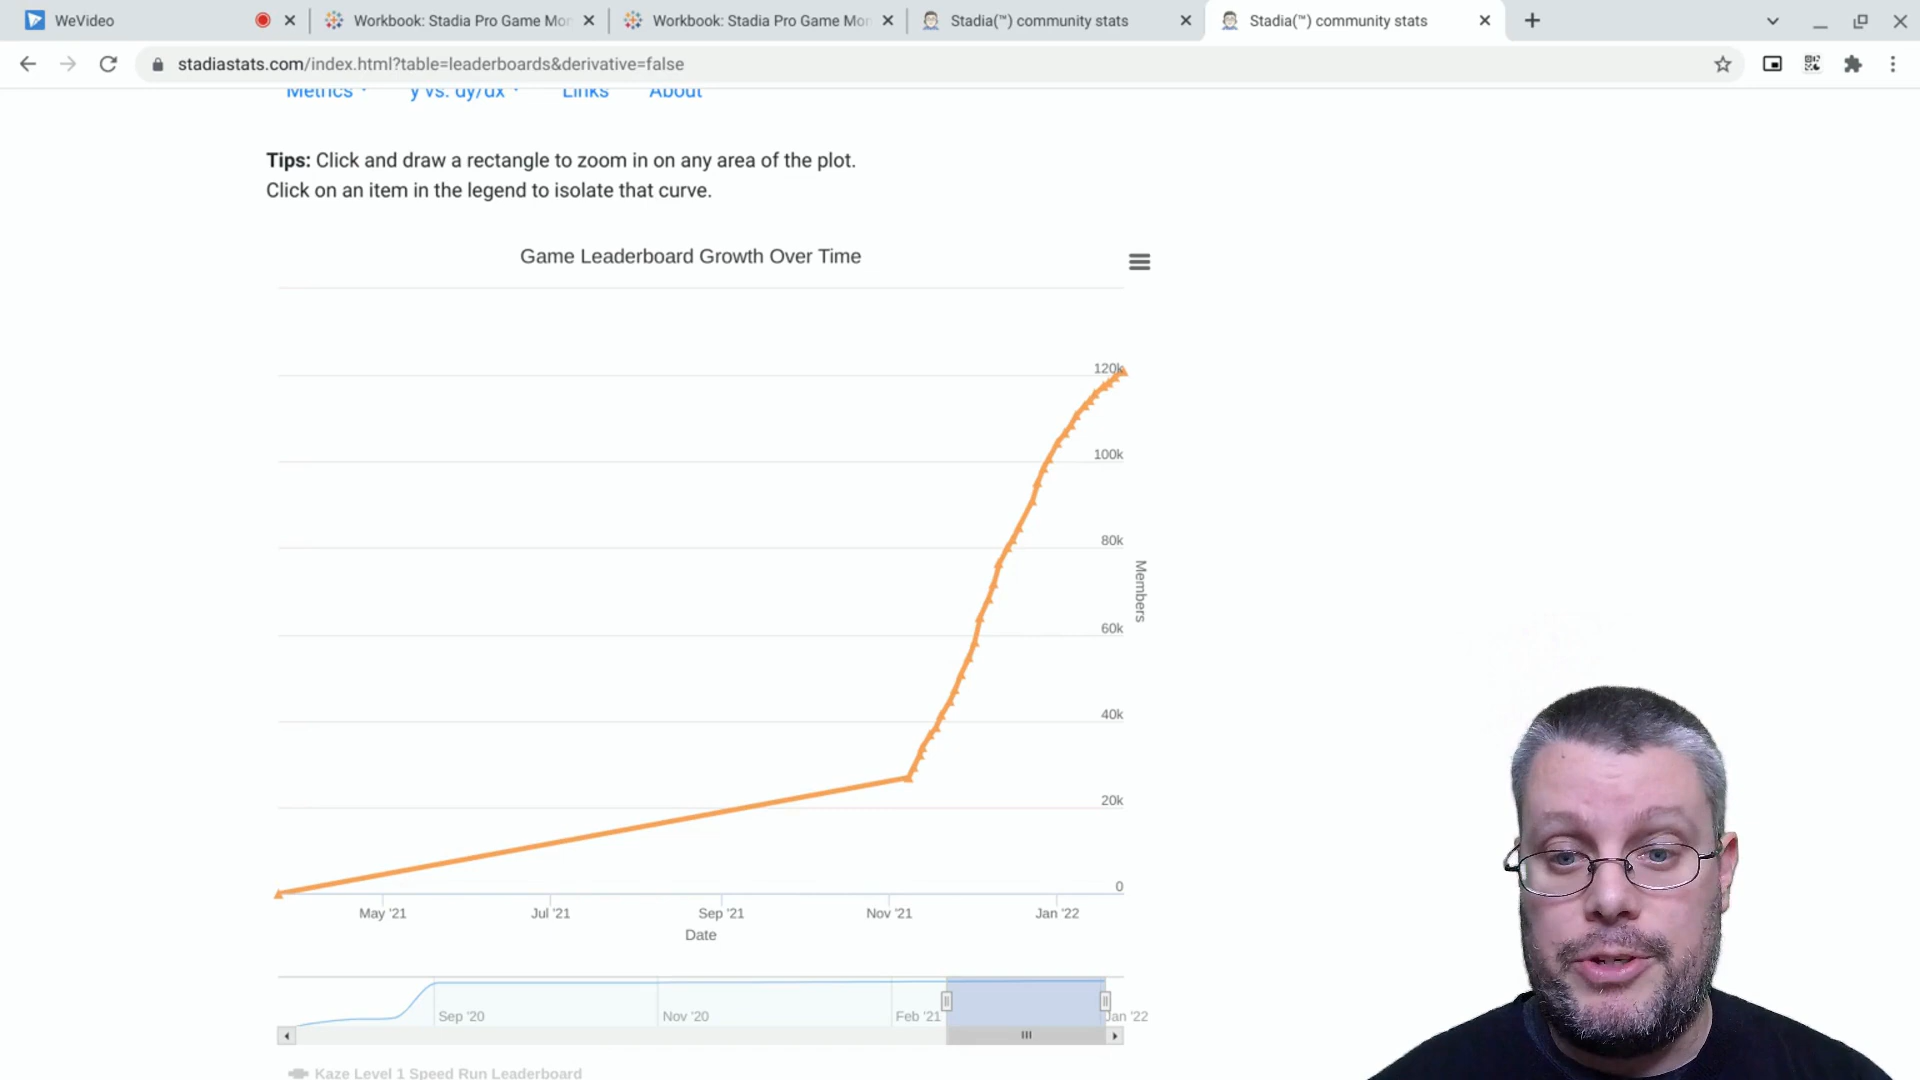 WeVideo
Workbook: Stadia Pro Game Mon
Workbook: Stadia Pro Game Mon
Stadia(™) community stats
Stadia(™) community stats
stadiastats.com/index.html?table=leaderboards&derivative=false
Metrics
y vs. dy/dx
Links
About
Tips: Click and draw a rectangle to zoom in on any area of the plot.
Click on an item in the legend to isolate that curve.
Game Leaderboard Growth Over Time
120k
100k
80k
60k
40k
20k
0
Members
May '21
Jul '21
Sep '21
Nov '21
Jan '22
Date
Sep '20
Nov '20
Feb '21
Jan '22
Kaze Level 1 Speed Run Leaderboard